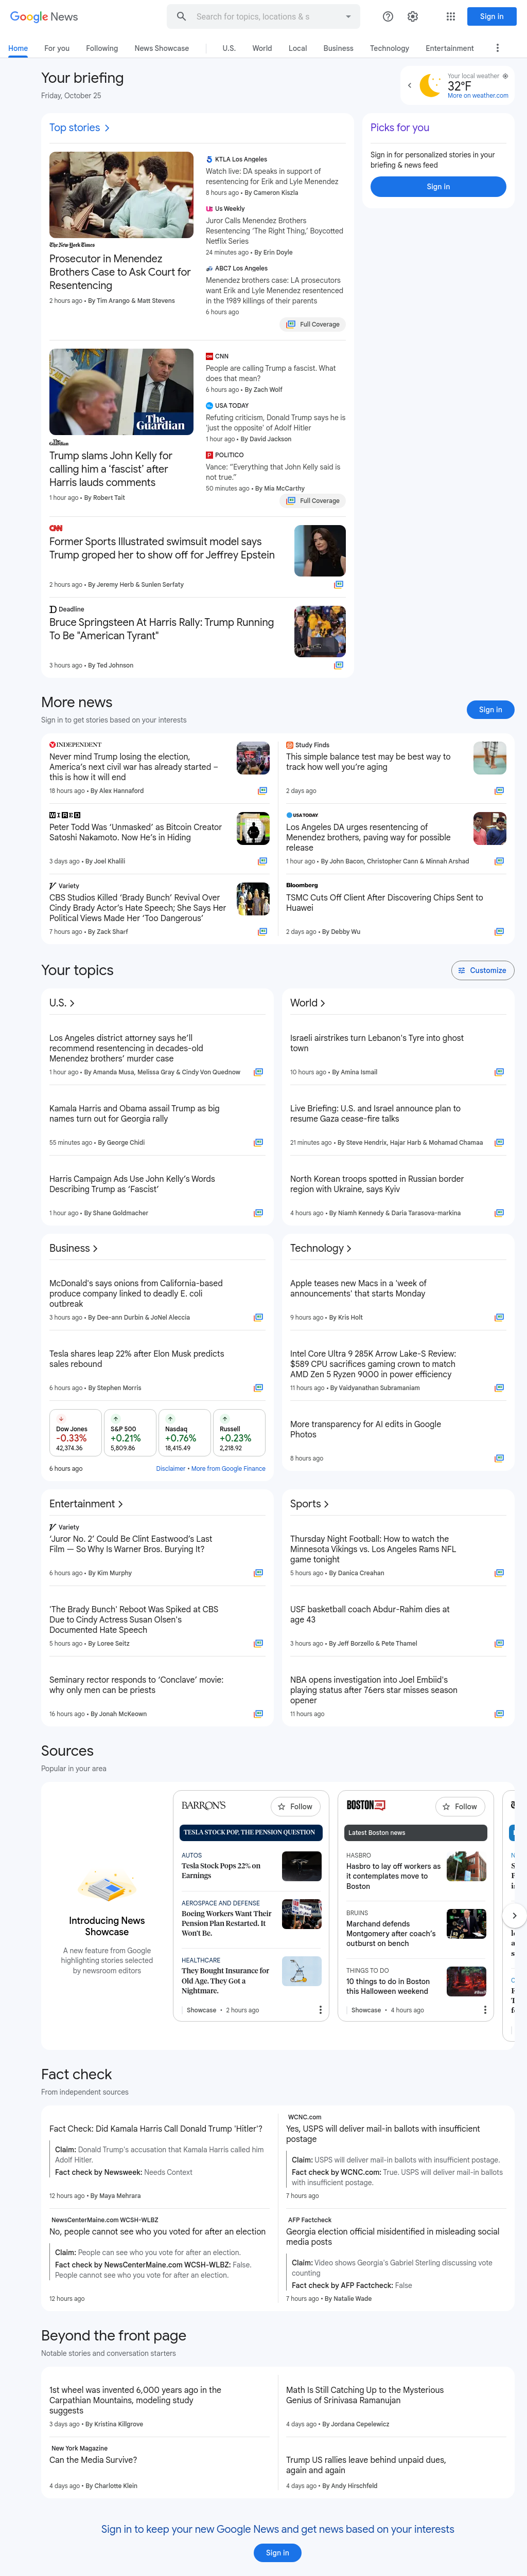 Google News
Search for topics, locations & s
Sign in
Home
For you
Following
News Showcase
U.S.
World
Local
Business
Technology
Entertainment
Your briefing
Friday, October 25
Your local weather
32°F
More on weather.com
Top stories
The New York Times
Prosecutor in Menendez
Brothers Case to Ask Court for
Resentencing
2 hours ago • By Tim Arango & Matt Stevens
KTLA Los Angeles
Watch live: DA speaks in support of
resentencing for Erik and Lyle Menendez
8 hours ago • By Cameron Kiszla
Us Weekly
Juror Calls Menendez Brothers
Resentencing 'The Right Thing,' Boycotted
Netflix Series
24 minutes ago • By Erin Doyle
ABC7 Los Angeles
Menendez brothers case: LA prosecutors
want Erik and Lyle Menendez resentenced
in the 1989 killings of their parents
6 hours ago
Full Coverage
Picks for you
Sign in for personalized stories in your
briefing & news feed
Sign in
The Guardian
The Guardian
Trump slams John Kelly for
calling him a ‘fascist’ after
Harris lauds comments
1 hour ago • By Robert Tait
CNN
People are calling Trump a fascist. What
does that mean?
6 hours ago • By Zach Wolf
USA TODAY
Refuting criticism, Donald Trump says he is
'just the opposite' of Adolf Hitler
1 hour ago • By David Jackson
POLITICO
Vance: “Everything that John Kelly said is
not true.”
50 minutes ago • By Mia McCarthy
Full Coverage
CNN
Former Sports Illustrated swimsuit model says
Trump groped her to show off for Jeffrey Epstein
2 hours ago • By Jeremy Herb & Sunlen Serfaty
Deadline
Bruce Springsteen At Harris Rally: Trump Running
To Be "American Tyrant"
3 hours ago • By Ted Johnson
More news
Sign in to get stories based on your interests
Sign in
INDEPENDENT
Never mind Trump losing the election,
America’s next civil war has already started –
this is how it will end
18 hours ago • By Alex Hannaford
Study Finds
This simple balance test may be best way to
track how well you’re aging
2 days ago
WIRED
Peter Todd Was ‘Unmasked’ as Bitcoin Creator
Satoshi Nakamoto. Now He’s in Hiding
3 days ago • By Joel Khalili
USA TODAY
Los Angeles DA urges resentencing of
Menendez brothers, paving way for possible
release
1 hour ago • By John Bacon, Christopher Cann & Minnah Arshad
Variety
CBS Studios Killed ‘Brady Bunch’ Revival Over
Cindy Brady Actor’s Hate Speech; She Says Her
Political Views Made Her ‘Too Dangerous’
7 hours ago • By Zack Sharf
Bloomberg
TSMC Cuts Off Client After Discovering Chips Sent to
Huawei
2 days ago • By Debby Wu
Your topics
Customize
U.S.
Los Angeles district attorney says he’ll
recommend resentencing in decades-old
Menendez brothers’ murder case
1 hour ago • By Amanda Musa, Melissa Gray & Cindy Von Quednow
Kamala Harris and Obama assail Trump as big
names turn out for Georgia rally
55 minutes ago • By George Chidi
Harris Campaign Ads Use John Kelly’s Words
Describing Trump as ‘Fascist’
1 hour ago • By Shane Goldmacher
World
Israeli airstrikes turn Lebanon's Tyre into ghost
town
10 hours ago • By Amina Ismail
Live Briefing: U.S. and Israel announce plan to
resume Gaza cease-fire talks
21 minutes ago • By Steve Hendrix, Hajar Harb & Mohamad Chamaa
North Korean troops spotted in Russian border
region with Ukraine, says Kyiv
4 hours ago • By Niamh Kennedy & Daria Tarasova-markina
Business
McDonald's says onions from California-based
produce company linked to deadly E. coli
outbreak
3 hours ago • By Dee-ann Durbin & JoNel Aleccia
Tesla shares leap 22% after Elon Musk predicts
sales rebound
6 hours ago • By Stephen Morris
Dow Jones
-0.33%
42,374.36
S&P 500
+0.21%
5,809.86
Nasdaq
+0.76%
18,415.49
Russell
+0.23%
2,218.92
6 hours ago
Disclaimer • More from Google Finance
Technology
Apple teases new Macs in a 'week of
announcements' that starts Monday
9 hours ago • By Kris Holt
Intel Core Ultra 9 285K Arrow Lake-S Review:
$589 CPU sacrifices gaming crown to match
AMD Zen 5 Ryzen 9000 in power efficiency
11 hours ago • By Vaidyanathan Subramaniam
More transparency for AI edits in Google
Photos
8 hours ago
Entertainment
Variety
‘Juror No. 2’ Could Be Clint Eastwood’s Last
Film — So Why Is Warner Bros. Burying It?
6 hours ago • By Kim Murphy
'The Brady Bunch' Reboot Was Spiked at CBS
Due to Cindy Actress Susan Olsen's
Documented Hate Speech
5 hours ago • By Loree Seitz
Seminary rector responds to ‘Conclave’ movie:
why only men can be priests
16 hours ago • By Jonah McKeown
Sports
Thursday Night Football: How to watch the
Minnesota Vikings vs. Los Angeles Rams NFL
game tonight
5 hours ago • By Danica Creahan
USF basketball coach Abdur-Rahim dies at
age 43
3 hours ago • By Jeff Borzello & Pete Thamel
NBA opens investigation into Joel Embiid's
playing status after 76ers star misses season
opener
11 hours ago
Sources
Popular in your area
Introducing News
Showcase
A new feature from Google
highlighting stories selected
by newsroom editors
BARRON'S
Follow
TESLA STOCK POP, THE PENSION QUESTION
AUTOS
Tesla Stock Pops 22% on
Earnings
AEROSPACE AND DEFENSE
Boeing Workers Want Their
Pension Plan Restarted. It
Won’t Be.
HEALTHCARE
They Bought Insurance for
Old Age. They Got a
Nightmare.
Showcase • 2 hours ago
BOSTON.COM
Follow
Latest Boston news
HASBRO
Hasbro to lay off workers as
it contemplates move to
Boston
BRUINS
Marchand defends
Montgomery after coach’s
outburst on bench
THINGS TO DO
10 things to do in Boston
this Halloween weekend
Showcase • 4 hours ago
Fact check
From independent sources
Fact Check: Did Kamala Harris Call Donald Trump 'Hitler'?
Claim: Donald Trump's accusation that Kamala Harris called him
Adolf Hitler.
Fact check by Newsweek: Needs Context
12 hours ago • By Maya Mehrara
WCNC.com
Yes, USPS will deliver mail-in ballots with insufficient
postage
Claim: USPS will deliver mail-in ballots with insufficient postage.
Fact check by WCNC.com: True. USPS will deliver mail-in ballots
with insufficient postage.
7 hours ago
NewsCenterMaine.com WCSH-WLBZ
No, people cannot see who you voted for after an election
Claim: People can see who you vote for after an election.
Fact check by NewsCenterMaine.com WCSH-WLBZ: False.
People cannot see who you vote for after an election.
12 hours ago
AFP Factcheck
Georgia election official misidentified in misleading social
media posts
Claim: Video shows Georgia's Gabriel Sterling discussing vote
counting
Fact check by AFP Factcheck: False
7 hours ago • By Natalie Wade
Beyond the front page
Notable stories and conversation starters
1st wheel was invented 6,000 years ago in the
Carpathian Mountains, modeling study
suggests
3 days ago • By Kristina Killgrove
Math Is Still Catching Up to the Mysterious
Genius of Srinivasa Ramanujan
4 days ago • By Jordana Cepelewicz
New York Magazine
Can the Media Survive?
4 days ago • By Charlotte Klein
Trump US rallies leave behind unpaid dues,
again and again
4 days ago • By Andy Hirschfeld
Sign in to keep your new Google News and get news based on your interests
Sign in